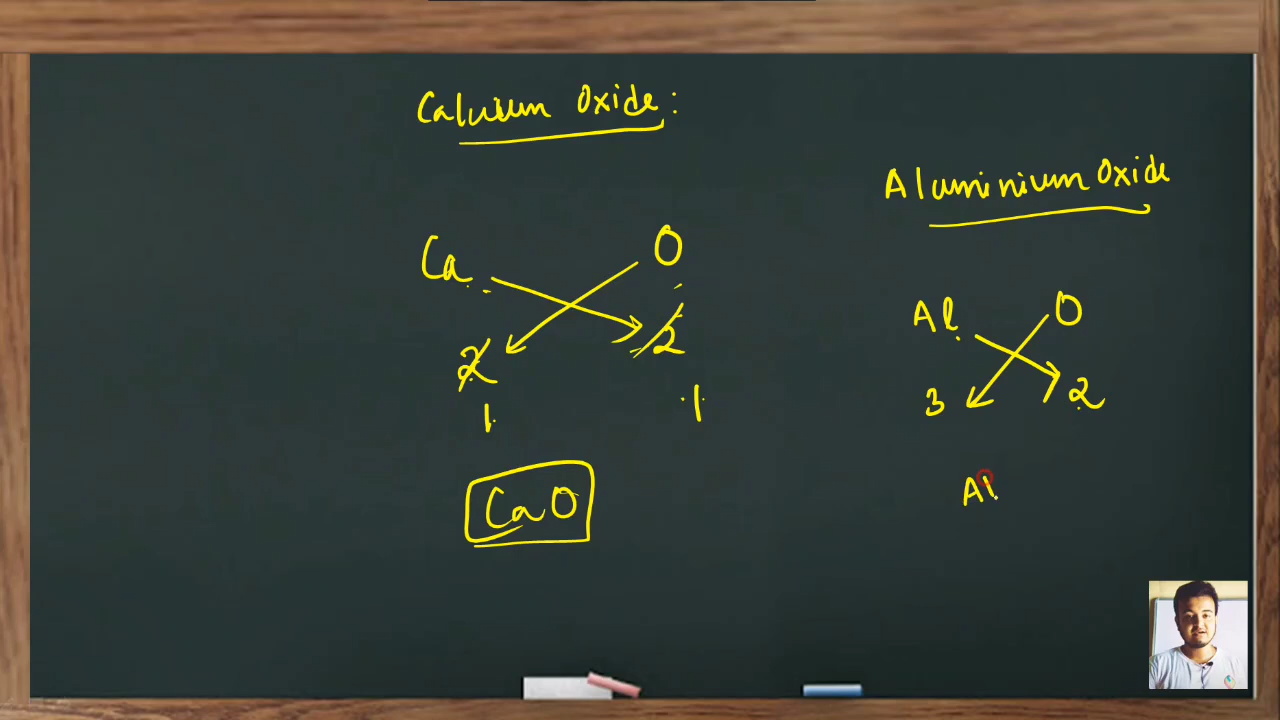 Calcium Oxide:
Ca O
2 2
1 1
CaO
Aluminium Oxide
Al O
3 2
Al